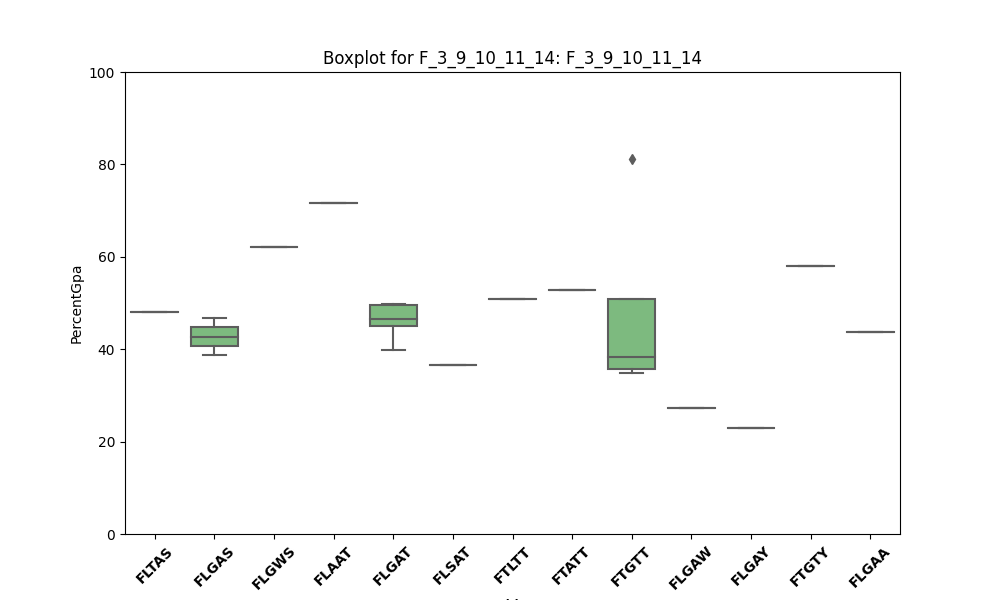 Boxplot for F_3_9_10_11_14: F_3_9_10_11_14
PercentGpa
100
80
60
40
20
0
FLTAS FLGAS FLGWS FLAAT FLGAT FLSAT FTLTT FTATT FTGTT FLGAW FLGAY FTGTY FLGAA